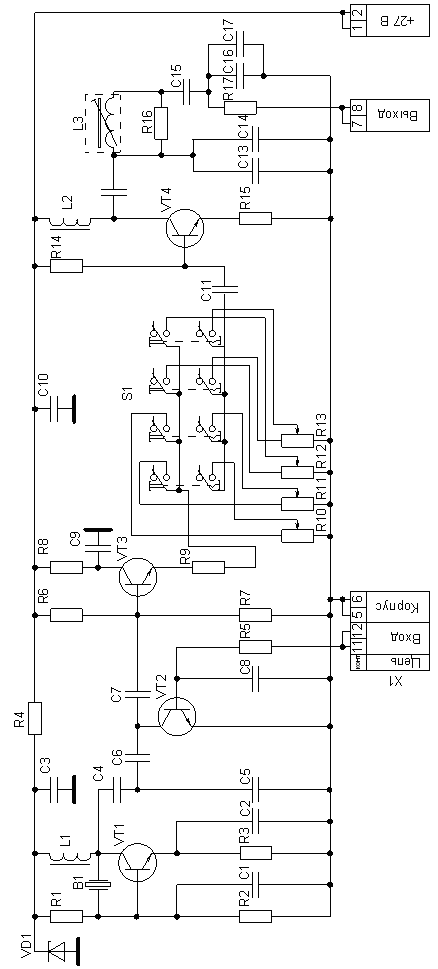 VD1
R1
B1
L1
VT1
R2
C1
R3
C2
C3
C4
C5
R4
C6
C7
VT2
C8
R5
R6
R7
R8
C9
VT3
R9
C10
S1
R10
R11
R12
R13
C11
R14
L2
VT4
R15
L3
R16
C13
C14
C15
R17
C16
C17
X1
конт
Цепь
11
12
Вход
5
6
Корпус
7
8
Выход
1
2
+27 В